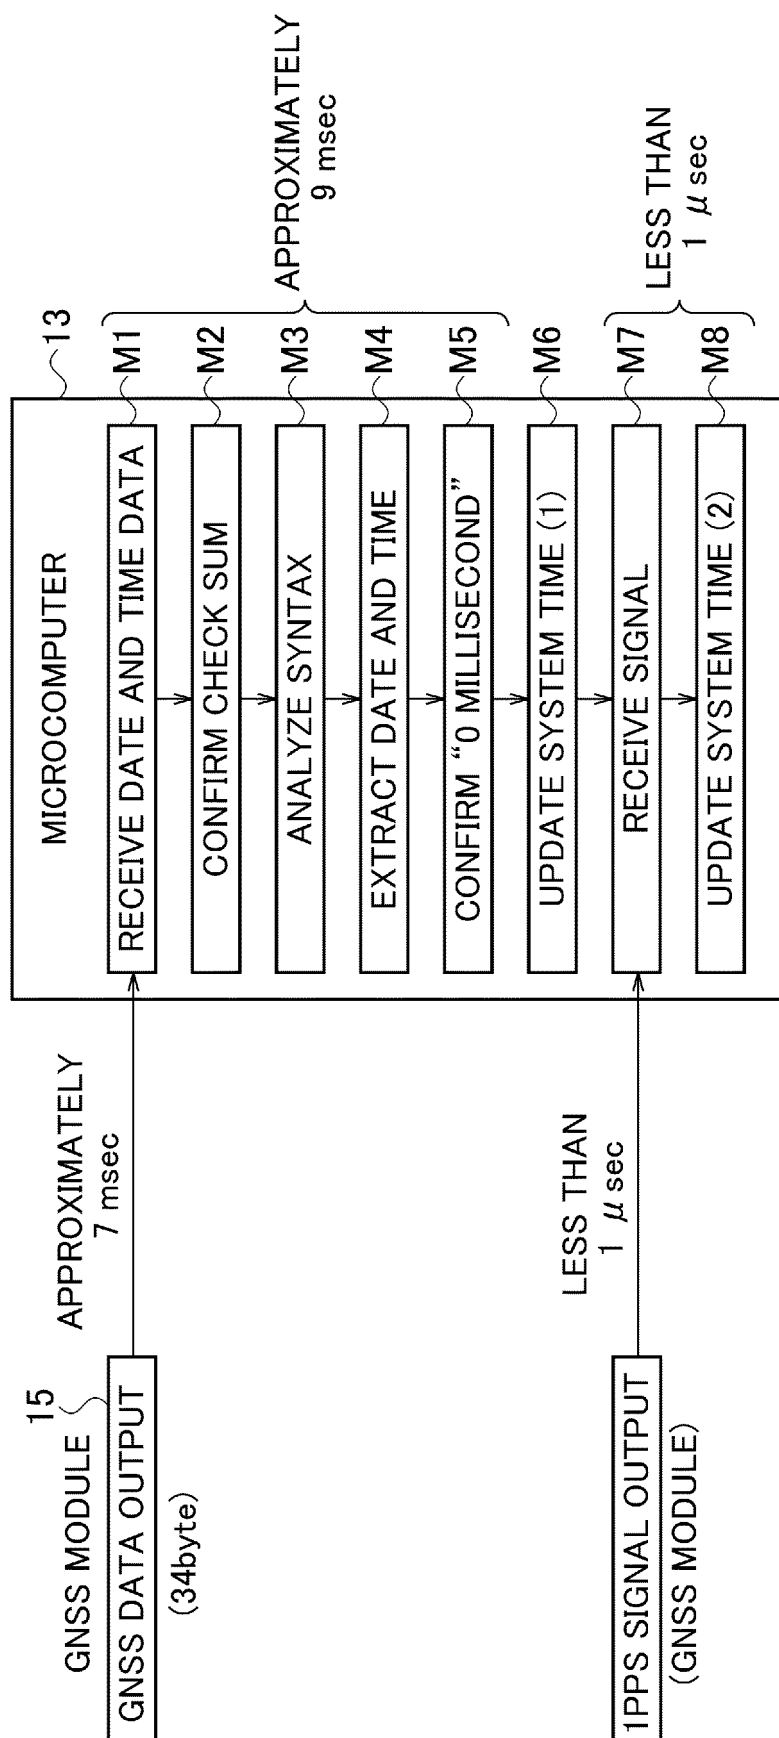 GNSS MODULE
15
GNSS DATA OUTPUT
(34byte)
APPROXIMATELY
7 msec
1PPS SIGNAL OUTPUT
(GNSS MODULE)
LESS THAN
1 μsec
MICROCOMPUTER
13
RECEIVE DATE AND TIME DATA
M1
CONFIRM CHECK SUM
M2
ANALYZE SYNTAX
M3
EXTRACT DATE AND TIME
M4
CONFIRM “0 MILLISECOND”
M5
UPDATE SYSTEM TIME (1)
M6
RECEIVE SIGNAL
M7
UPDATE SYSTEM TIME (2)
M8
APPROXIMATELY
9 msec
LESS THAN
1 μsec